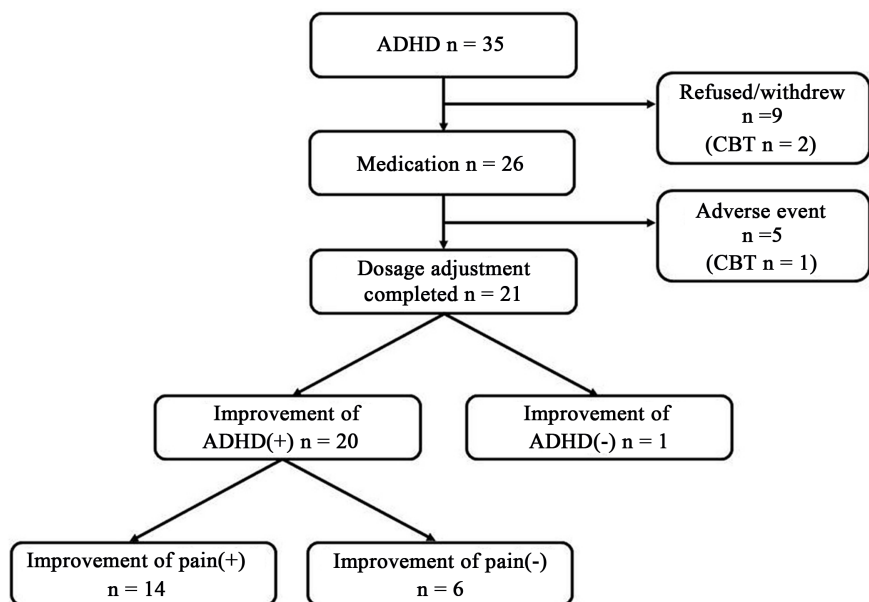 ADHD n = 35
Refused/withdrew
n =9
(CBT n = 2)
Medication n = 26
Adverse event
n =5
(CBT n = 1)
Dosage adjustment
completed n = 21
Improvement of
ADHD(+) n = 20
Improvement of
ADHD(-) n = 1
Improvement of pain(+)
n = 14
Improvement of pain(-)
n = 6